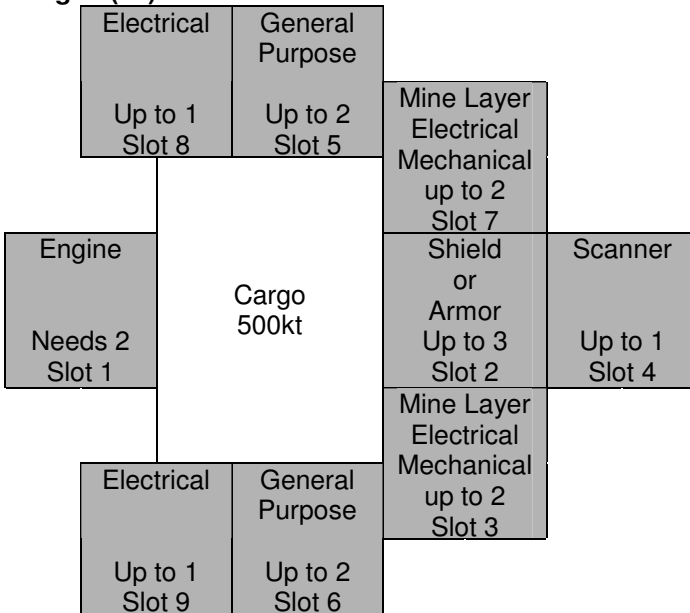 Electrical
Up to 1
Slot 8
General
Purpose
Up to 2
Slot 5
Mine Layer
Electrical
Mechanical
up to 2
Slot 7
Engine
Needs 2
Slot 1
Cargo
500kt
Shield
or
Armor
Up to 3
Slot 2
Scanner
Up to 1
Slot 4
Mine Layer
Electrical
Mechanical
up to 2
Slot 3
Electrical
Up to 1
Slot 9
General
Purpose
Up to 2
Slot 6